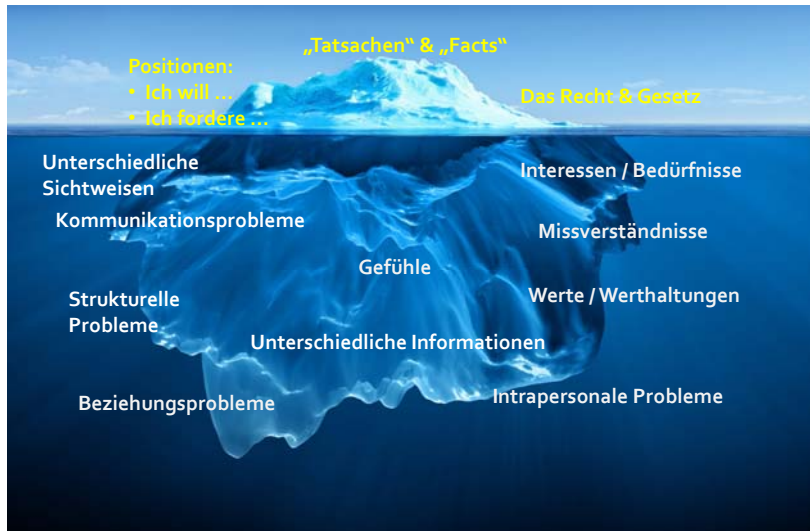 „Tatsachen“ & „Facts“
Positionen:
• Ich will ...
• Ich fordere ...
Das Recht & Gesetz
Unterschiedliche
Sichtweisen
Interessen / Bedürfnisse
Kommunikationsprobleme
Missverständnisse
Gefühle
Strukturelle
Probleme
Werte / Werthaltungen
Unterschiedliche Informationen
Beziehungsprobleme
Intrapersonale Probleme